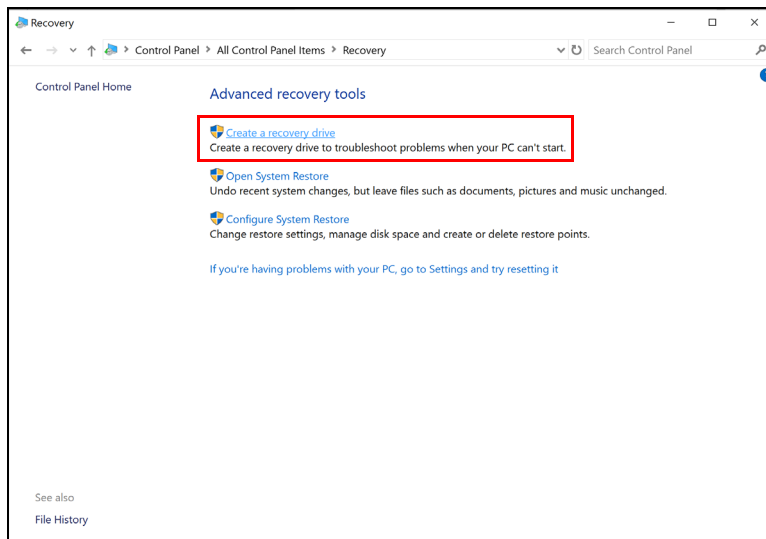 Recovery
Control Panel > All Control Panel Items > Recovery
Search Control Panel
Control Panel Home
Advanced recovery tools
Create a recovery drive
Create a recovery drive to troubleshoot problems when your PC can't start.
Open System Restore
Undo recent system changes, but leave files such as documents, pictures and music unchanged.
Configure System Restore
Change restore settings, manage disk space and create or delete restore points.
If you're having problems with your PC, go to Settings and try resetting it
See also
File History